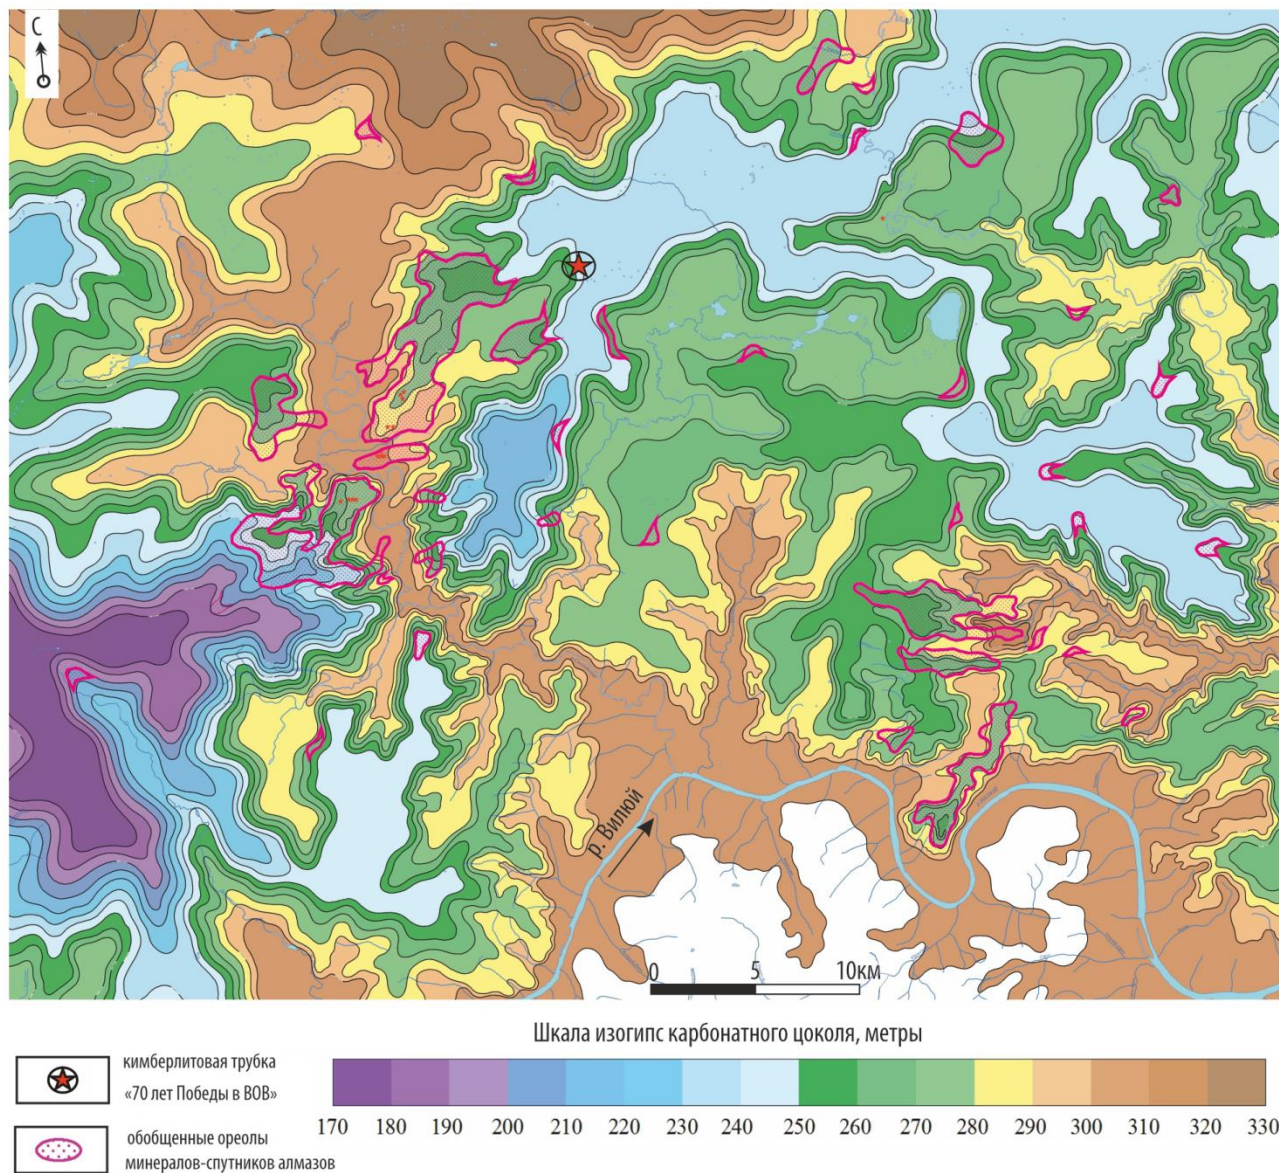 С
р. Вилюй
0 5 10км
Шкала изогипс карбонатного цоколя, метры
кимберлитовая трубка
«70 лет Победы в ВОВ»
170 180 190 200 210 220 230 240 250 260 270 280 290 300 310 320 330
обобщенные ореолы
минералов-спутников алмазов